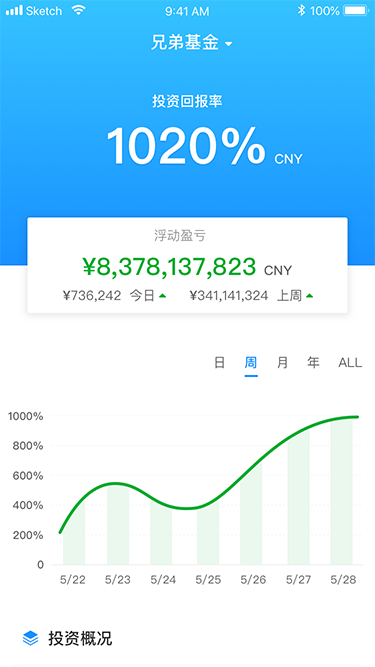 Sketch 9:41 AM 100%
兄弟基金
投资回报率
1020% CNY
浮动盈亏
¥8,378,137,823 CNY
¥736,242 今日 ¥341,141,324 上周
日 周 月 年 ALL
1000%
800%
600%
400%
200%
0
5/22 5/23 5/24 5/25 5/26 5/27 5/28
投资概况